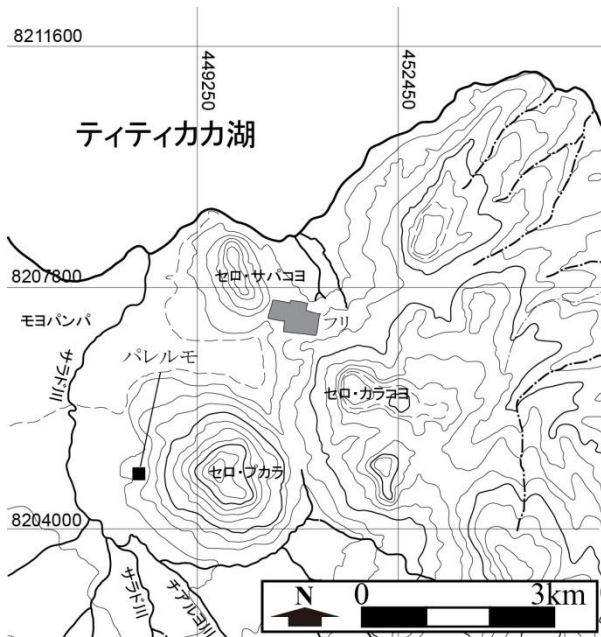 8211600
449250
452450
ティティカカ湖
セロ・サパコヨ
8207800
モヨパンパ
フリ
パレルモ
サラド川
セロ・カラコヨ
セロ・プカラ
8204000
サラド川
チアルヨ川
N
0
3km